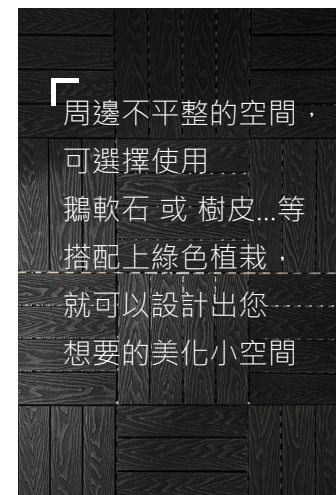 周邊不平整的空間，
可選擇使用
鵝軟石 或 樹皮...等
搭配上綠色植栽，
就可以設計出您
想要的美化小空間